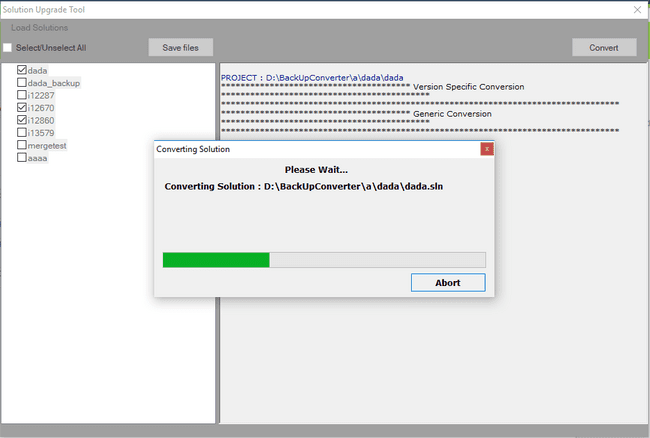 Solution Upgrade Tool
Load Solutions
Select/Unselect All
Save files
Convert
dada
dada_backup
i12287
i12670
i12860
i13579
mergetest
aaaa
PROJECT : D:\BackUpConverter\a\dada\dada
************************************** Version Specific Conversion
******************************************
********************************************************************************
************************************** Generic Conversion
******************************************
********************************************************************************
Converting Solution
x
Please Wait...
Converting Solution : D:\BackUpConverter\a\dada\dada.sln
Abort